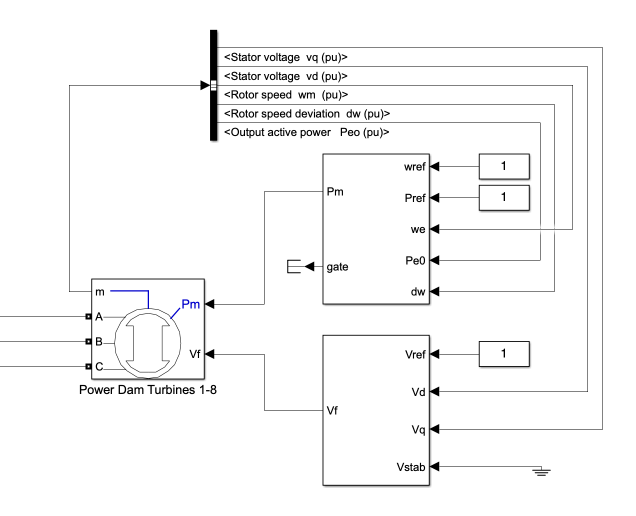 <Stator voltage vq (pu)>
<Stator voltage vd (pu)>
<Rotor speed wm (pu)>
<Rotor speed deviation dw (pu)>
<Output active power Peo (pu)>
wref
1
Pm
Pref
1
we
gate
Pe0
dw
m
Pm
A
B
Vf
C
Power Dam Turbines 1-8
Vref
1
Vd
Vf
Vq
Vstab